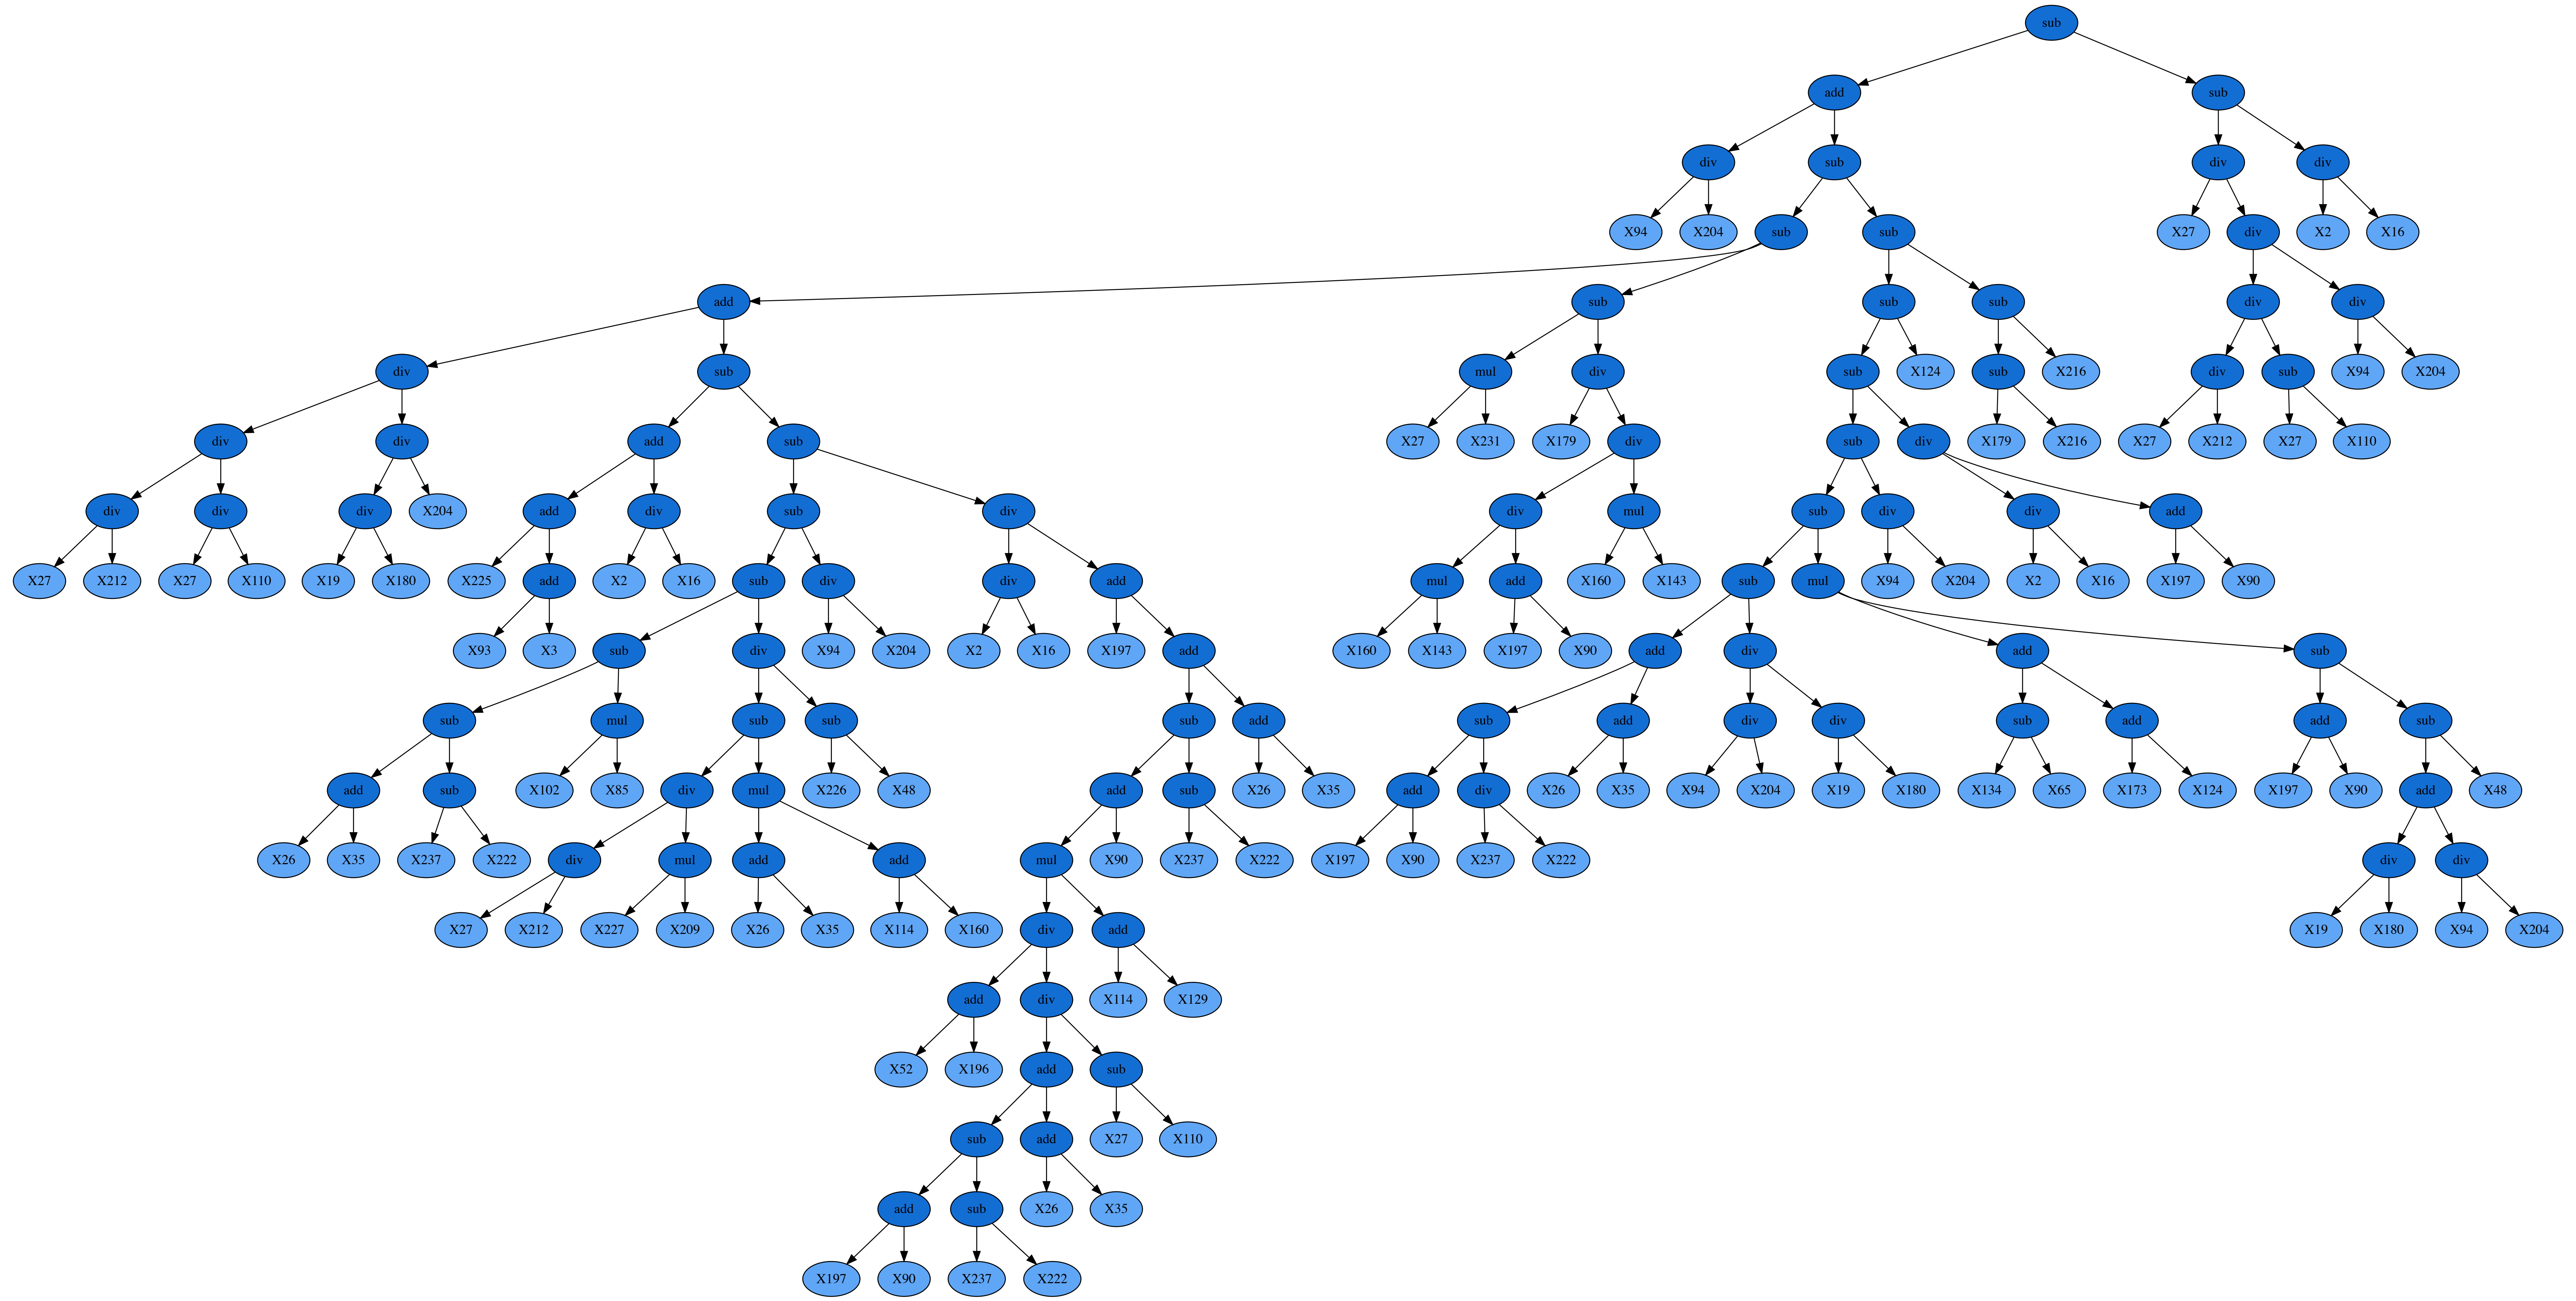 sub
add sub
div sub div div
X94 X204 sub sub X27 div X2 X16
add sub sub sub div div
div sub mul div sub X124 sub X216 div sub X94 X204
div div add sub X27 X231 X179 div sub div X179 X216 X27 X212 X27 X110
div div div X204 add div sub div div mul sub div div add
X27 X212 X27 X110 X19 X180 X225 add X2 X16 sub div div add mul add X160 X143 sub mul X94 X204 X2 X16 X197 X90
X93 X3 sub div X94 X204 X2 X16 X197 add X160 X143 X197 X90 add div add sub
sub mul sub sub sub add sub add div div sub add add sub
add sub X102 X85 div mul X226 X48 add sub X26 X35 add div X26 X35 X94 X204 X19 X180 X134 X65 X173 X124 X197 X90 add X48
X26 X35 X237 X222 div mul add add mul X90 X237 X222 X197 X90 X237 X222 div div
X27 X212 X227 X209 X26 X35 X114 X160 div add X19 X180 X94 X204
add div X114 X129
X52 X196 add sub
sub add X27 X110
add sub X26 X35
X197 X90 X237 X222